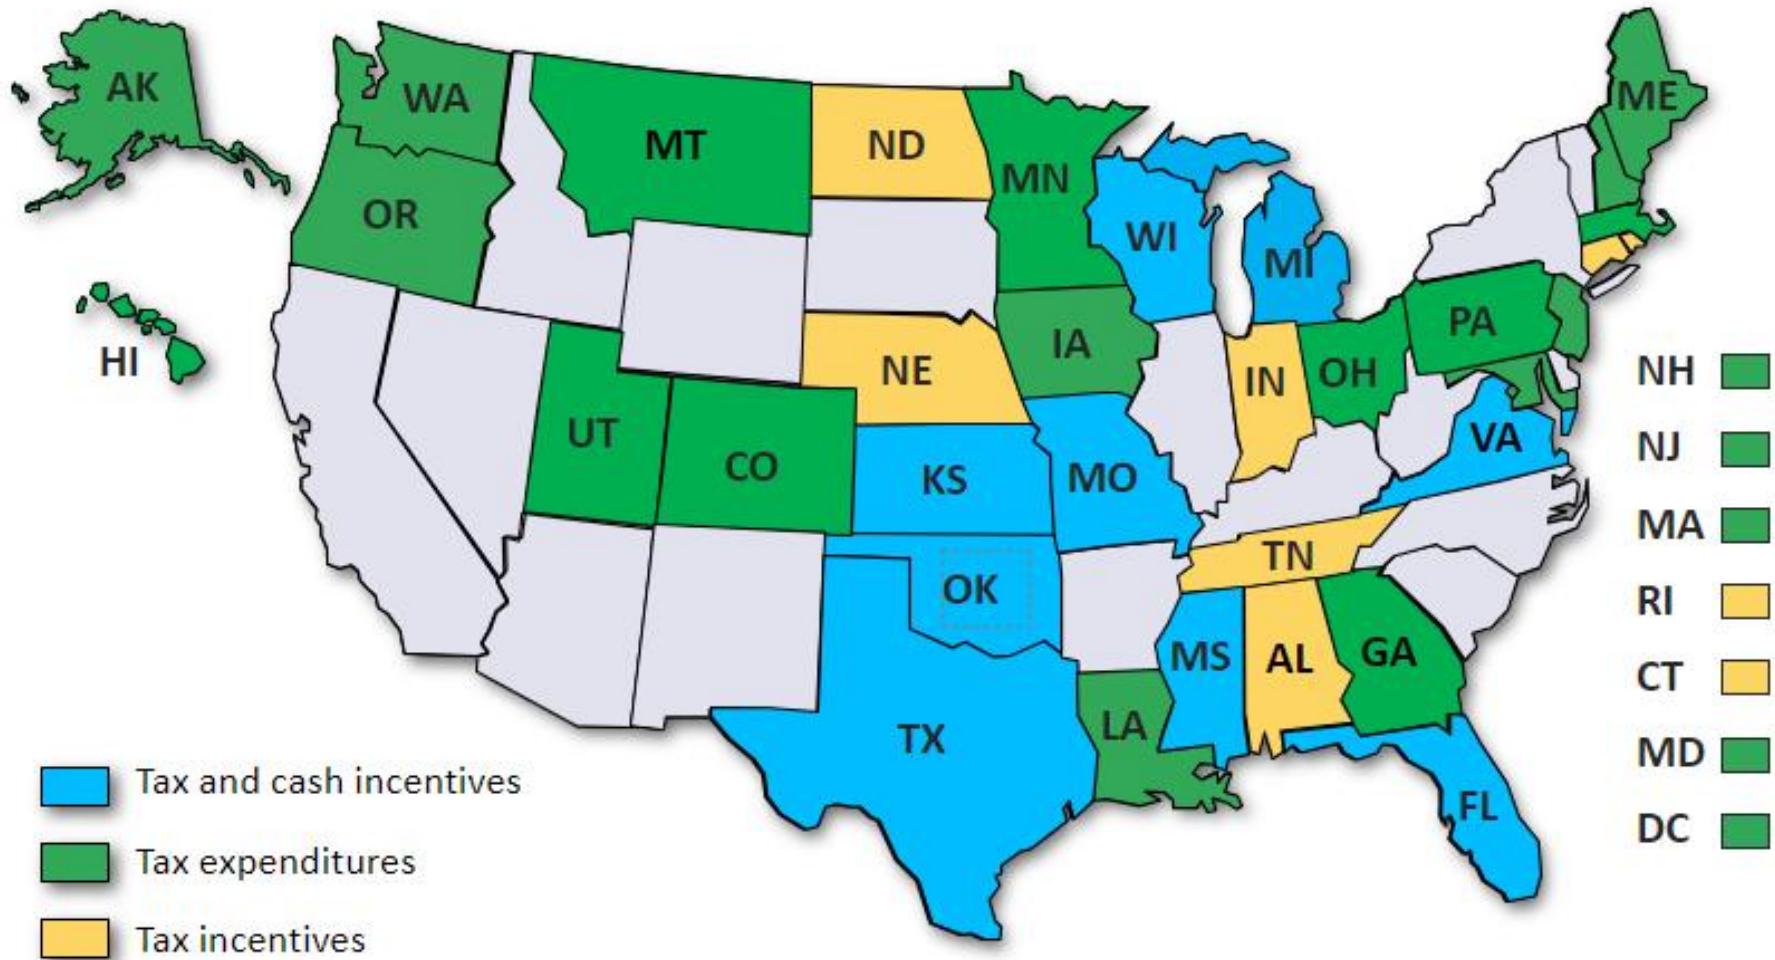 AK
WA
MT
ND
MN
ME
OR
WI
MI
HI
IA
PA
NE
IN
OH
UT
CO
KS
MO
VA
OK
TN
MS
AL
GA
TX
LA
FL
NH
NJ
MA
RI
CT
MD
DC
Tax and cash incentives
Tax expenditures
Tax incentives